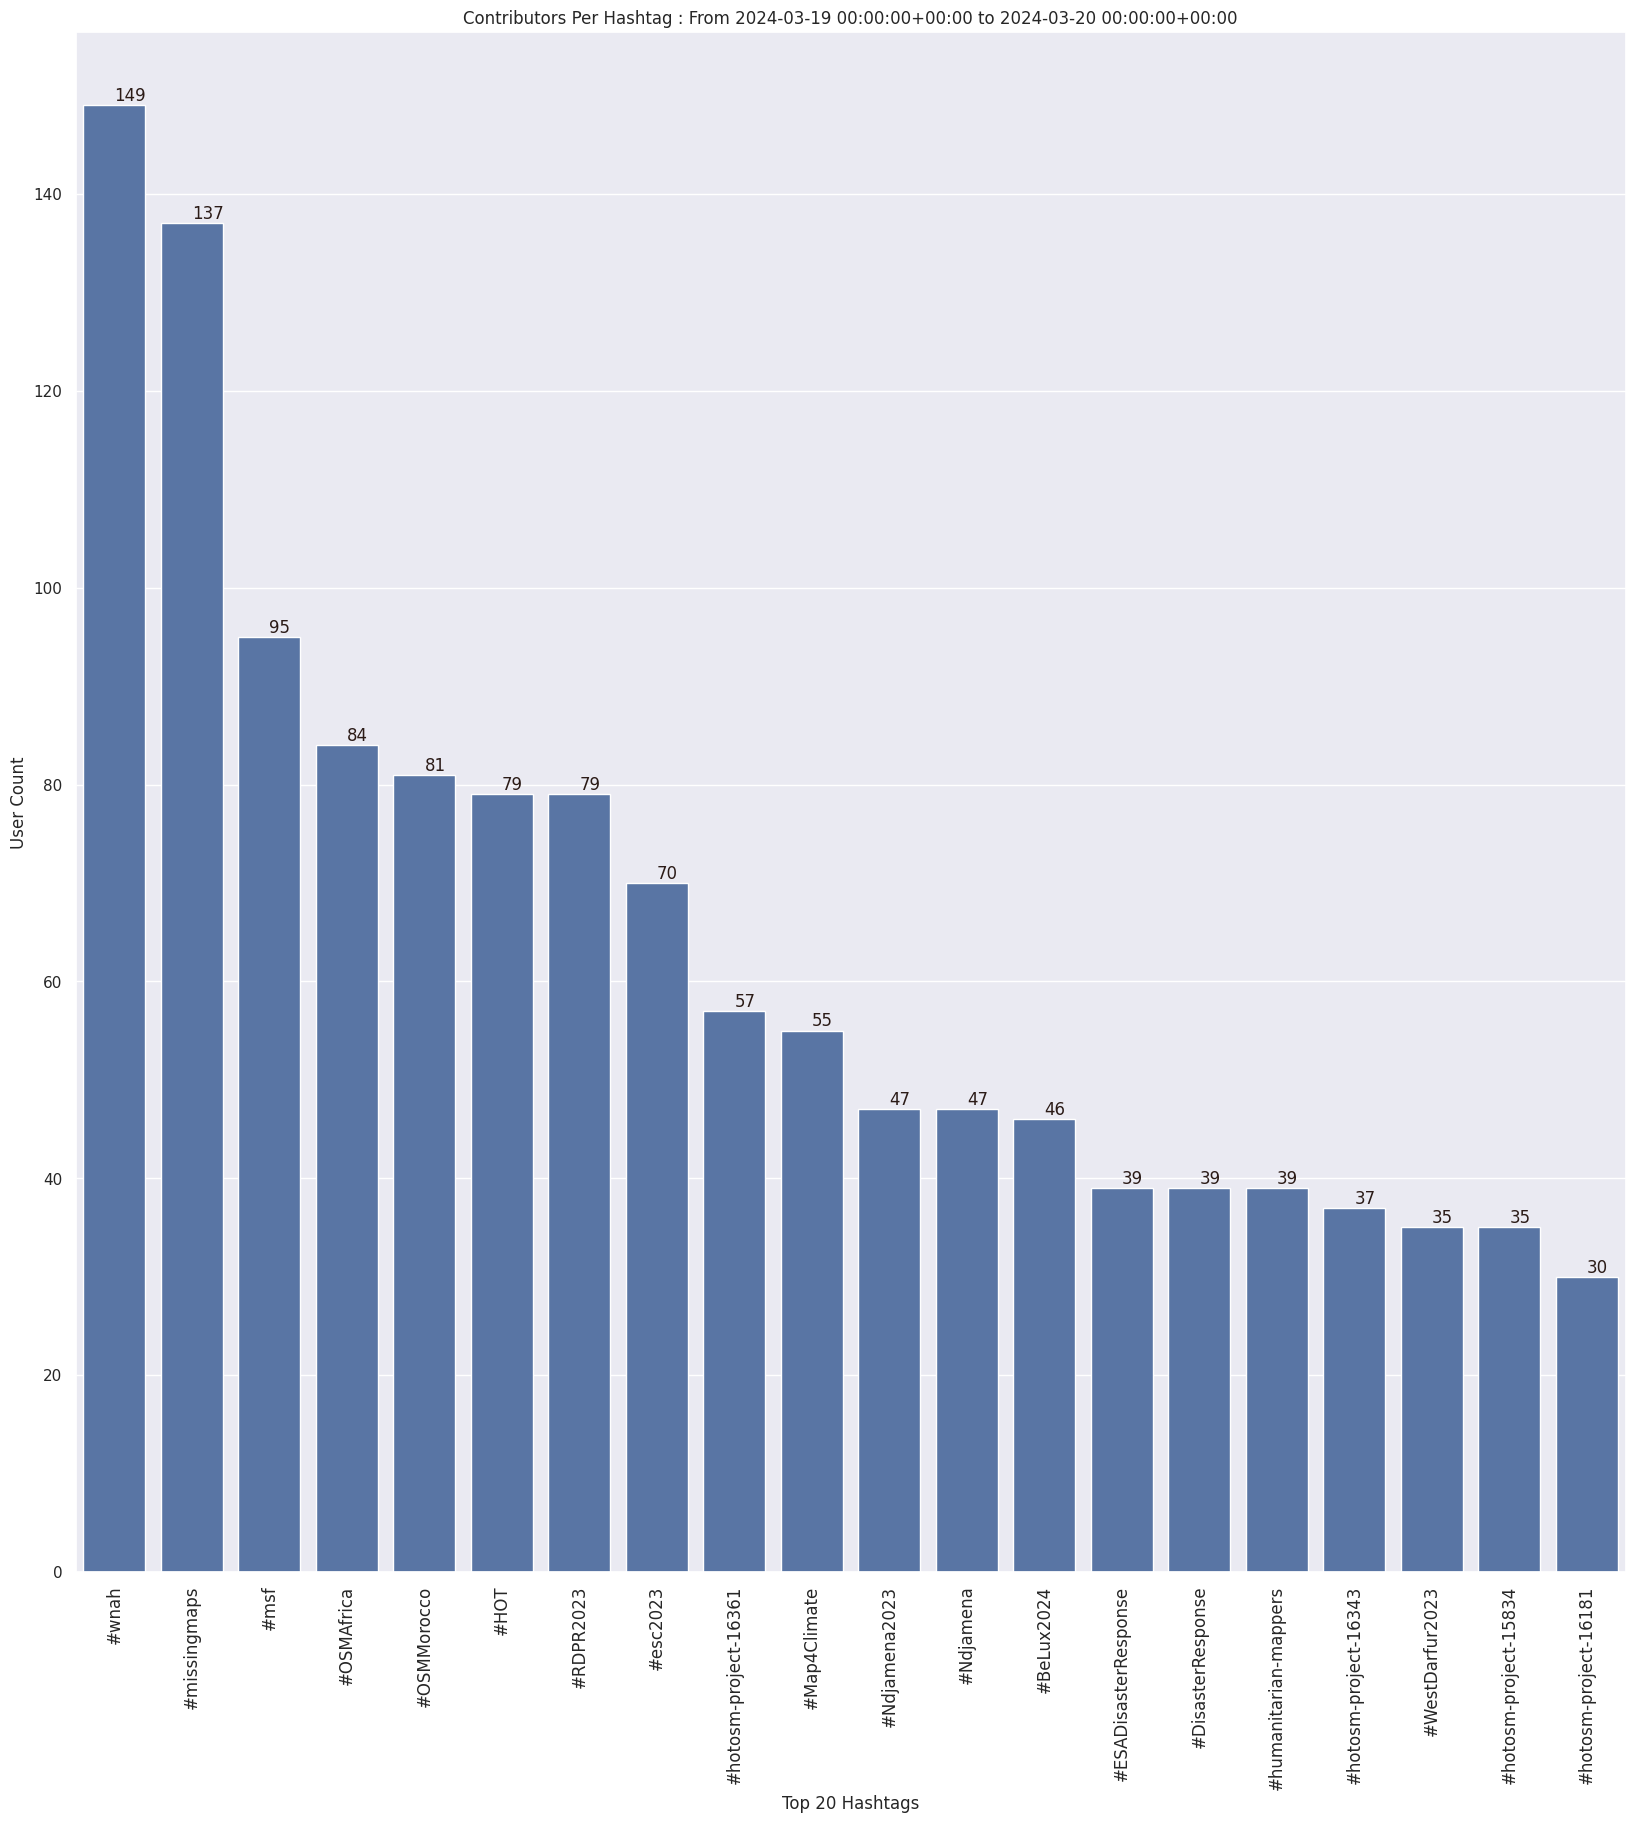 Contributors Per Hashtag : From 2024-03-19 00:00:00+00:00 to 2024-03-20 00:00:00+00:00
User Count
140
120
100
80
60
40
20
0
149
137
95
84
81
79
79
70
57
55
47
47
46
39
39
39
37
35
35
30
#wnah
#missingmaps
#msf
#OSMAfrica
#OSMMorocco
#HOT
#RDPR2023
#esc2023
#hotosm-project-16361
#Map4Climate
#Ndjamena2023
#Ndjamena
#BeLux2024
#ESADisasterResponse
#DisasterResponse
#humanitarian-mappers
#hotosm-project-16343
#WestDarfur2023
#hotosm-project-15834
#hotosm-project-16181
Top 20 Hashtags